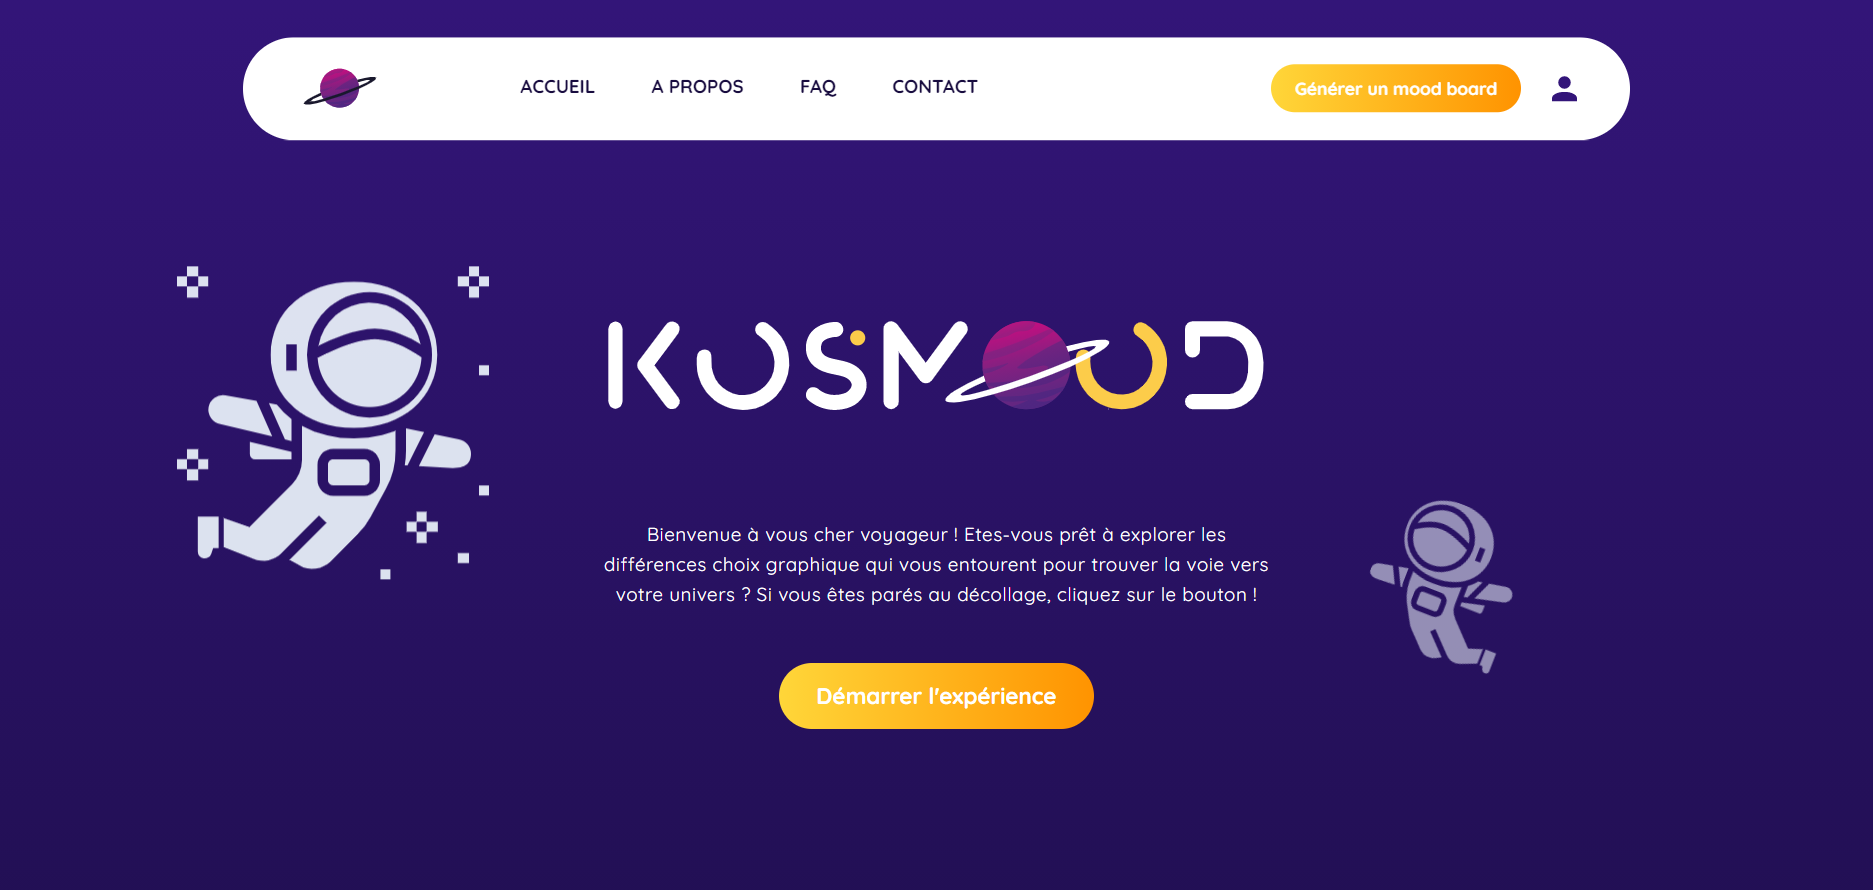 ACCUEIL A PROPOS FAQ CONTACT Générer un mood board
KOSMOOD
Bienvenue à vous cher voyageur ! Etes-vous prêt à explorer les
différences choix graphique qui vous entourent pour trouver la voie vers
votre univers ? Si vous êtes parés au décollage, cliquez sur le bouton !
Démarrer l'expérience